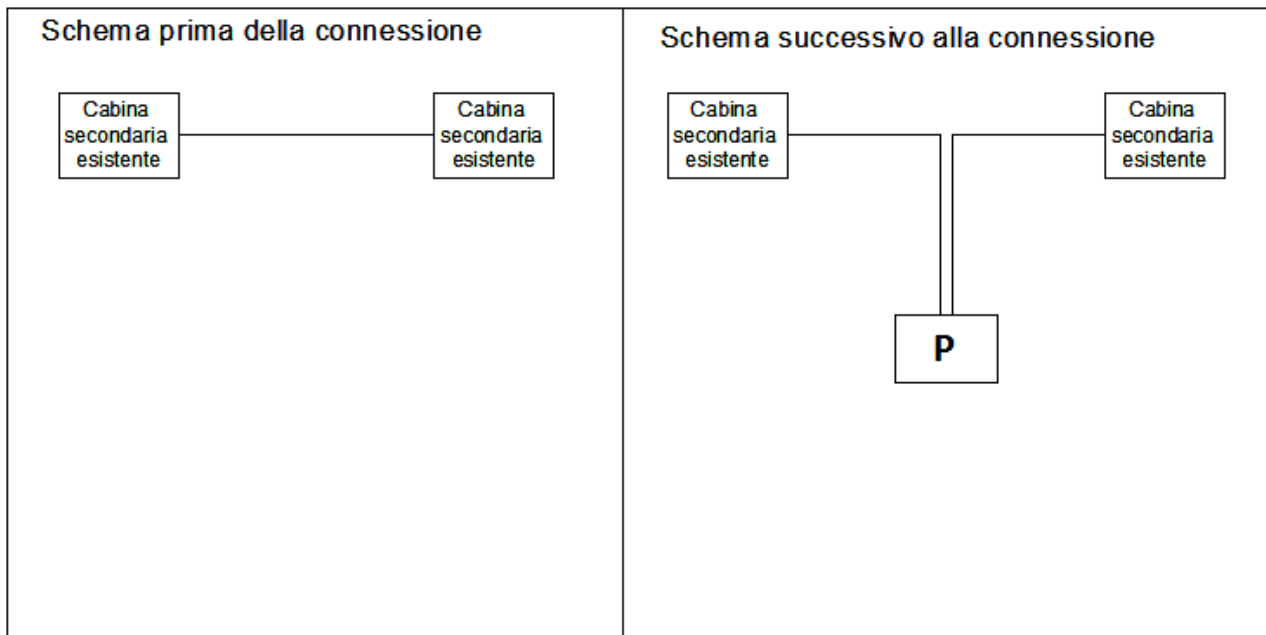 Schema prima della connessione
Cabina
secondaria
esistente
Cabina
secondaria
esistente
Schema successivo alla connessione
Cabina
secondaria
esistente
Cabina
secondaria
esistente
P